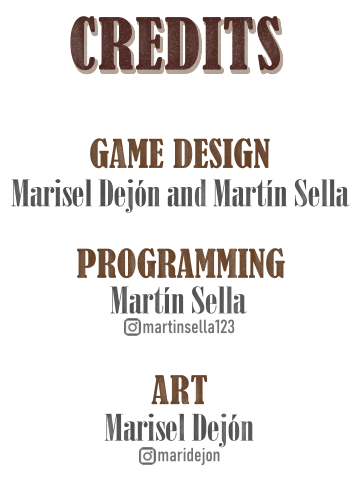 CREDITS
GAME DESIGN
Marisel Dejón and Martín Sella
PROGRAMMING
Martín Sella
martinsella123
ART
Marisel Dejón
maridejon